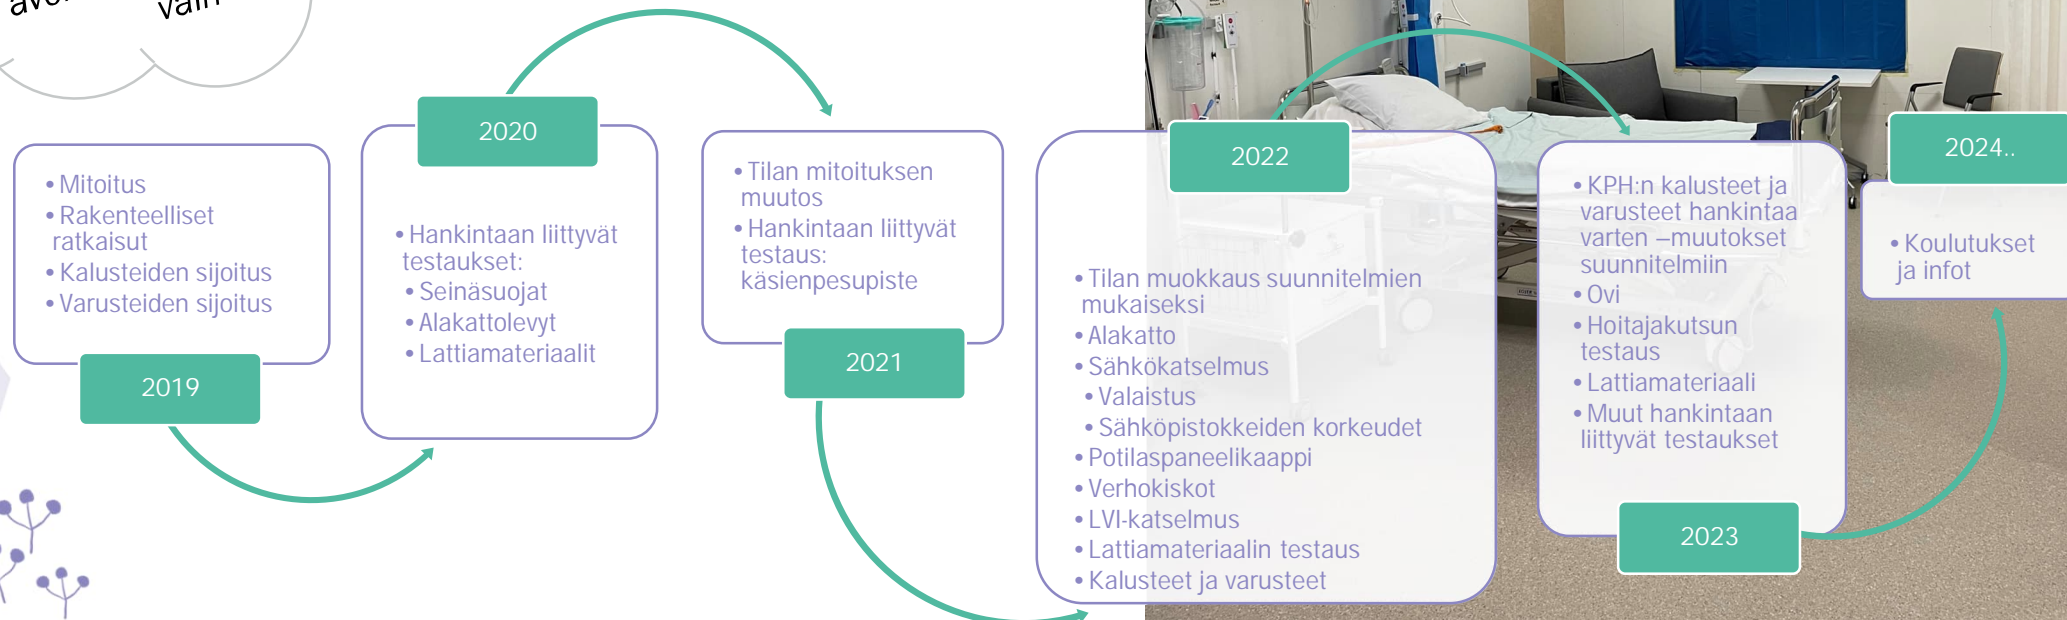 2019
• Mitoitus
• Rakenteelliset
ratkaisut
• Kalusteiden sijoitus
• Varusteiden sijoitus
2020
• Hankintaan liittyvät
testaukset:
• Seinäsuojat
• Alakattolevyt
• Lattiamateriaalit
• Tilan mitoituksen
muutos
• Hankintaan liittyvät
testaus:
käsienpesupiste
2021
2022
• Tilan muokkaus suunnitelmien
mukaiseksi
• Alakatto
• Sähkökatselmus
• Valaistus
• Sähköpistokkeiden korkeudet
• Potilaspaneelikaappi
• Verhokiskot
• LVI-katselmus
• Lattiamateriaalin testaus
• Kalusteet ja varusteet
• KPH:n kalusteet ja
varusteet hankintaa
varten –muutokset
suunnitelmiin
• Ovi
• Hoitajakutsun
testaus
• Lattiamateriaali
• Muut hankintaan
liittyvät testaukset
2023
2024..
• Koulutukset
ja infot